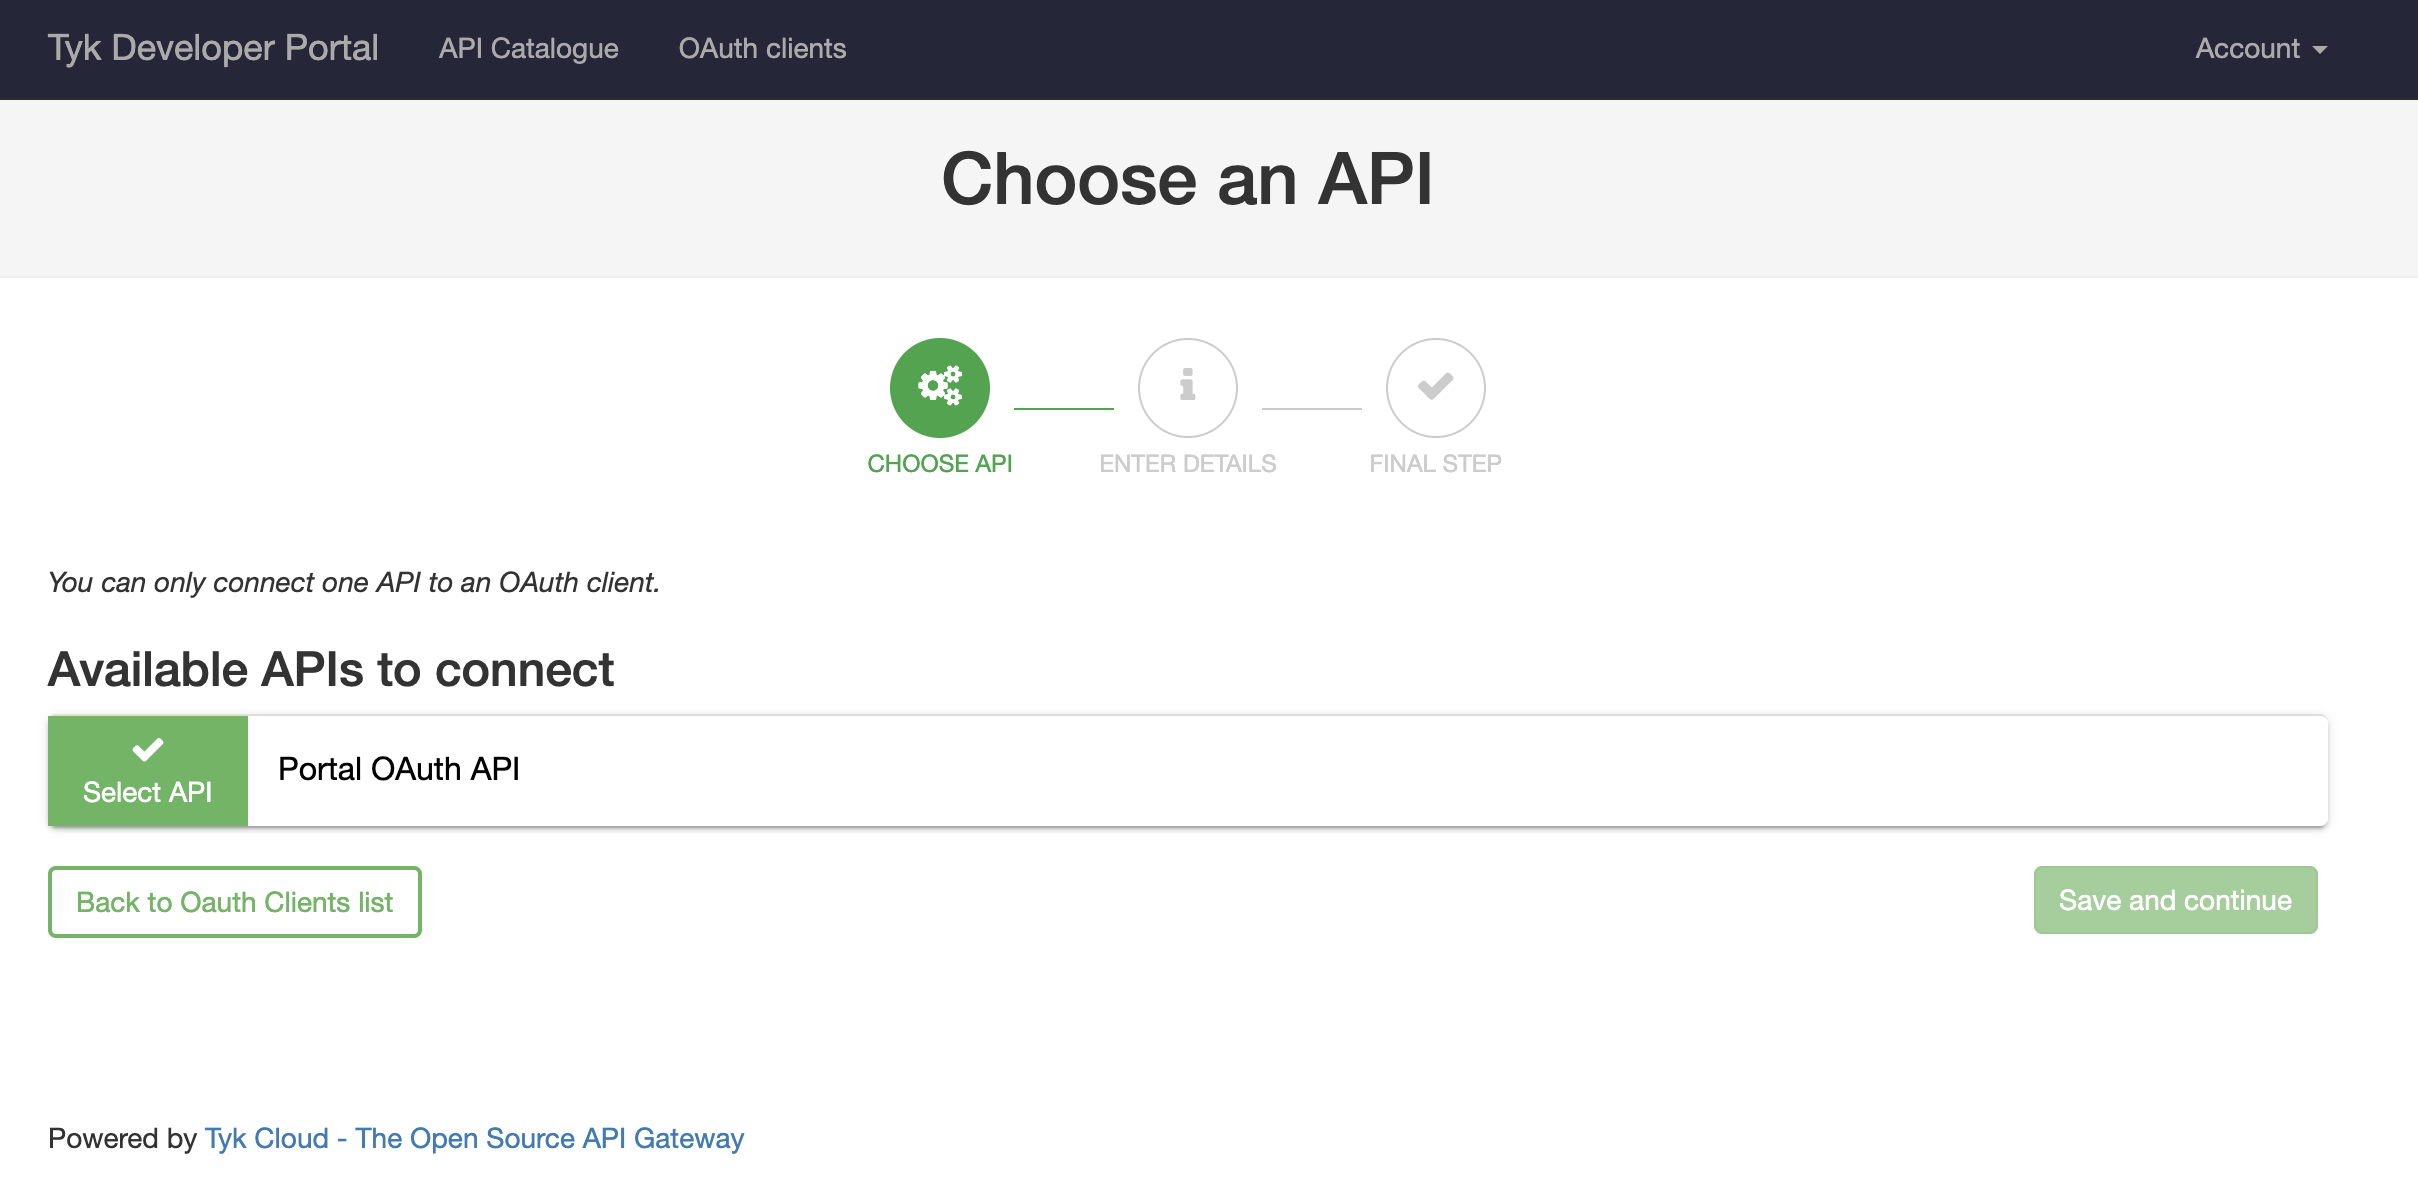 Tyk Developer Portal API Catalogue OAuth clients Account
Choose an API
CHOOSE API ENTER DETAILS FINAL STEP
You can only connect one API to an OAuth client.
Available APIs to connect
Select API
Portal OAuth API
Back to Oauth Clients list
Save and continue
Powered by Tyk Cloud - The Open Source API Gateway